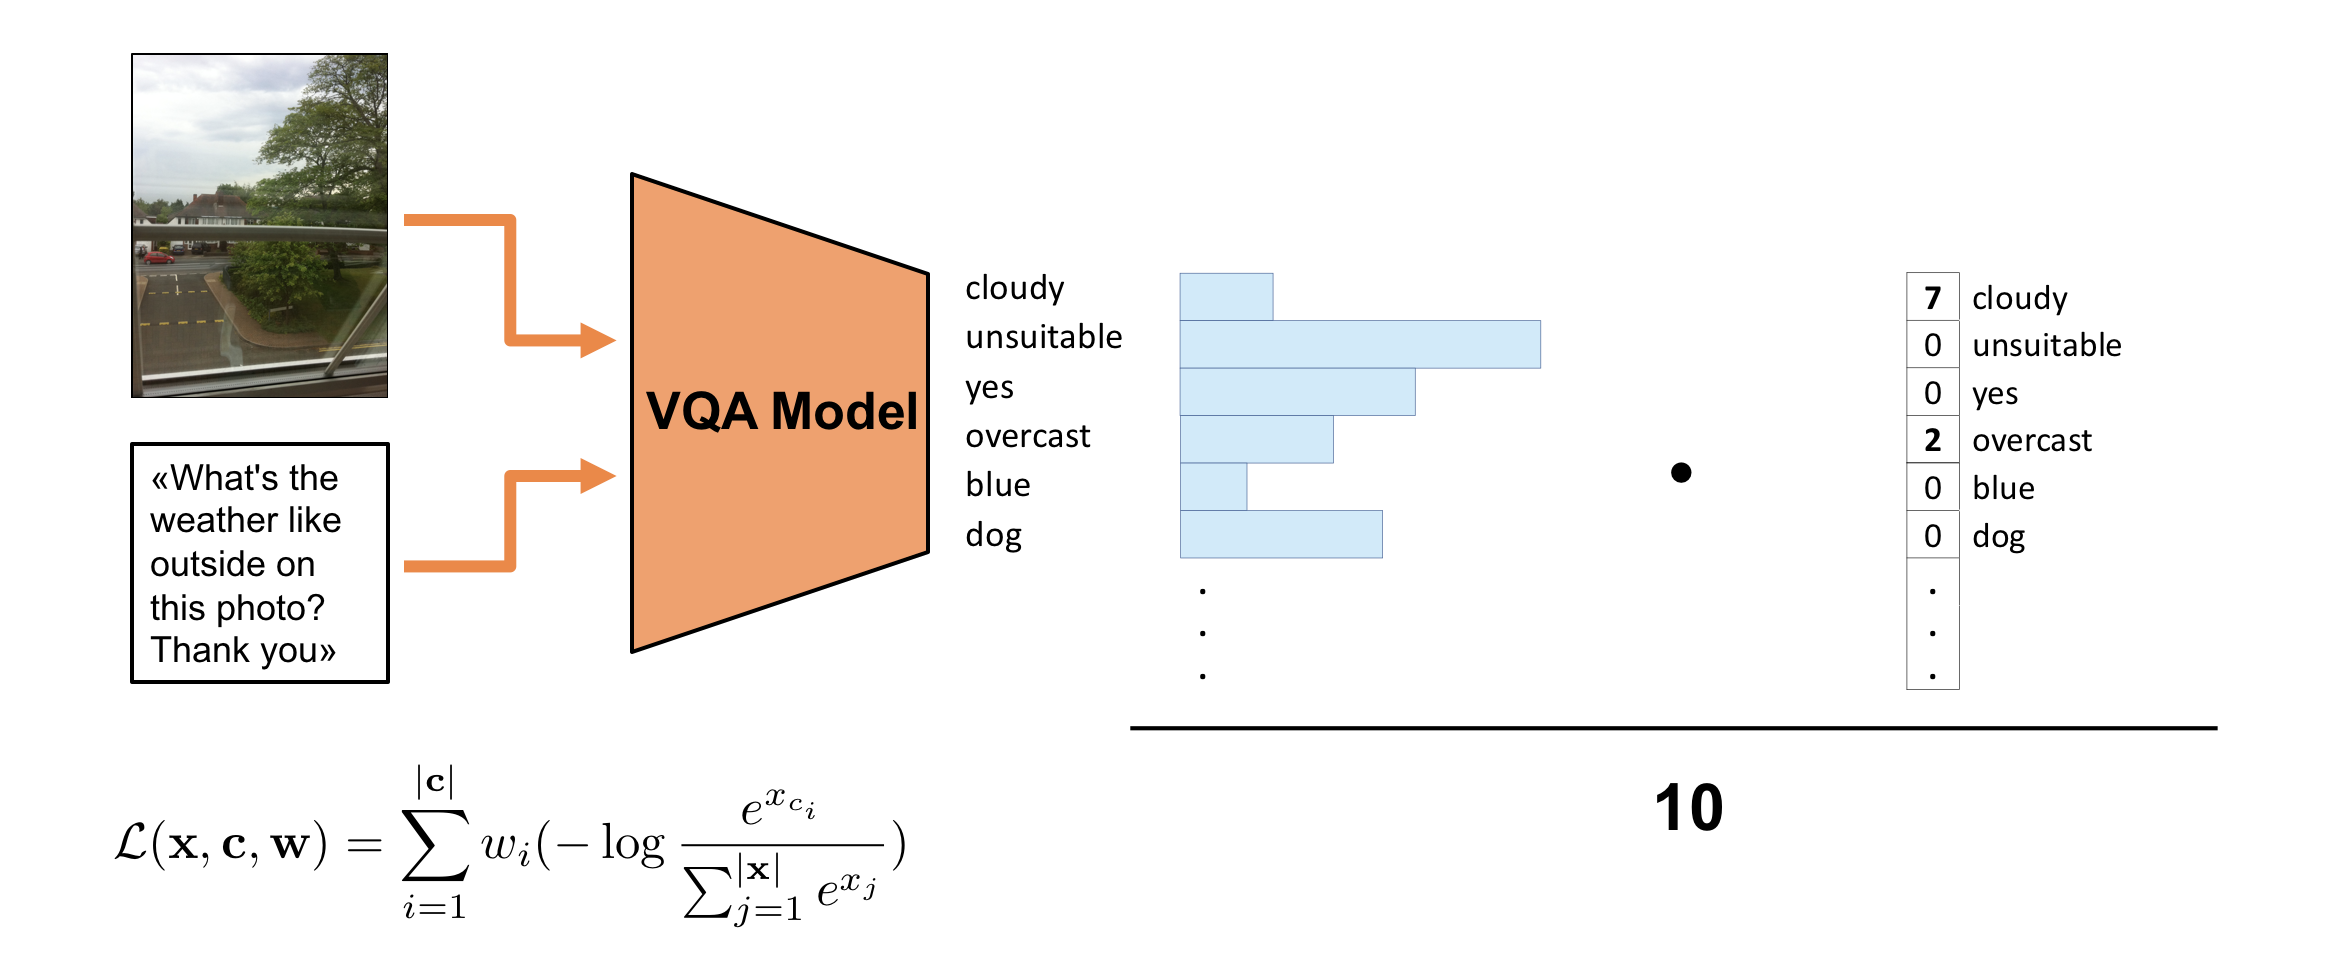 «What's the
weather like
outside on
this photo?
Thank you»
VQA Model
cloudy
unsuitable
yes
overcast
blue
dog
.
.
.
•
7 cloudy
0 unsuitable
0 yes
2 overcast
0 blue
0 dog
.
.
.
10
$\mathcal{L}(\mathbf{x}, \mathbf{c}, \mathbf{w}) = \sum_{i=1}^{|\mathbf{c}|} w_i(-\log \frac{e^{x_{c_i}}}{\sum_{j=1}^{|\mathbf{x}|} e^{x_j}})$